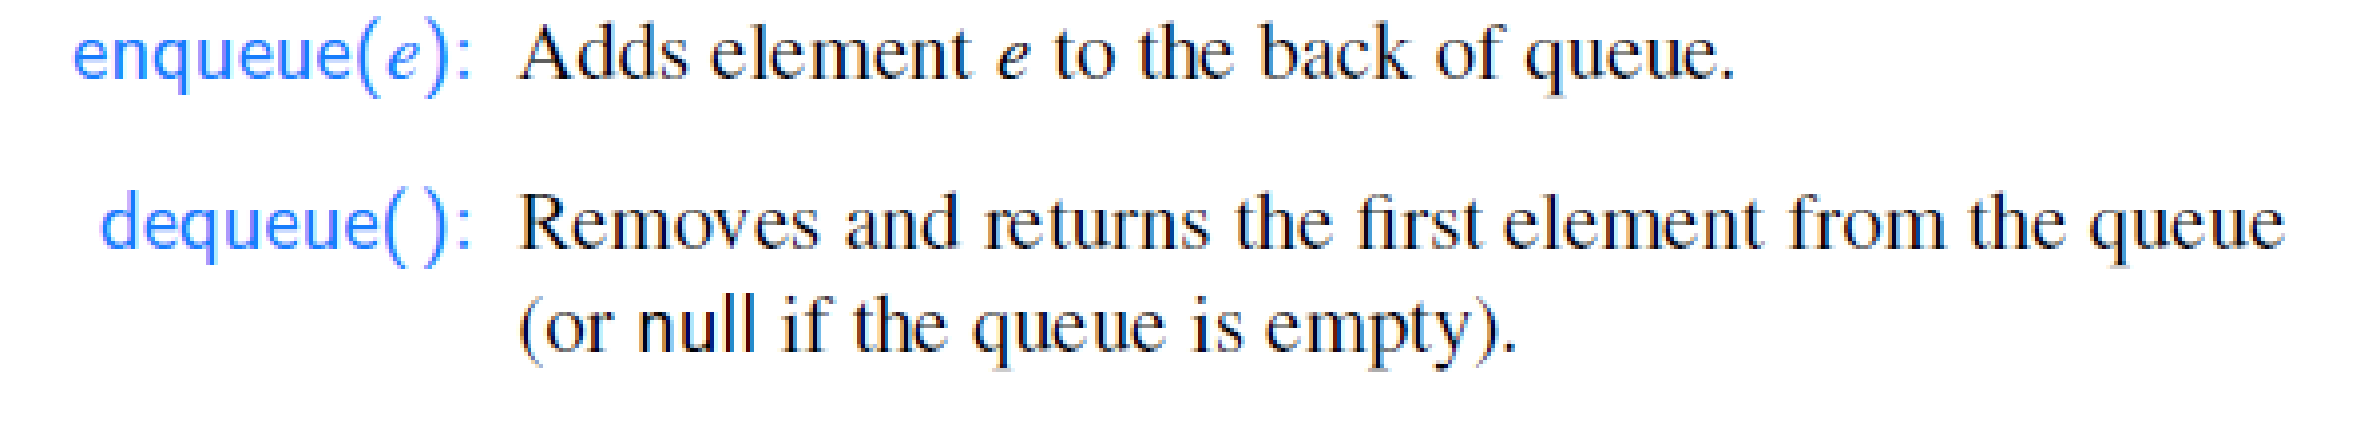 enqueue(e): Adds element e to the back of queue.
dequeue( ): Removes and returns the first element from the queue
(or null if the queue is empty).